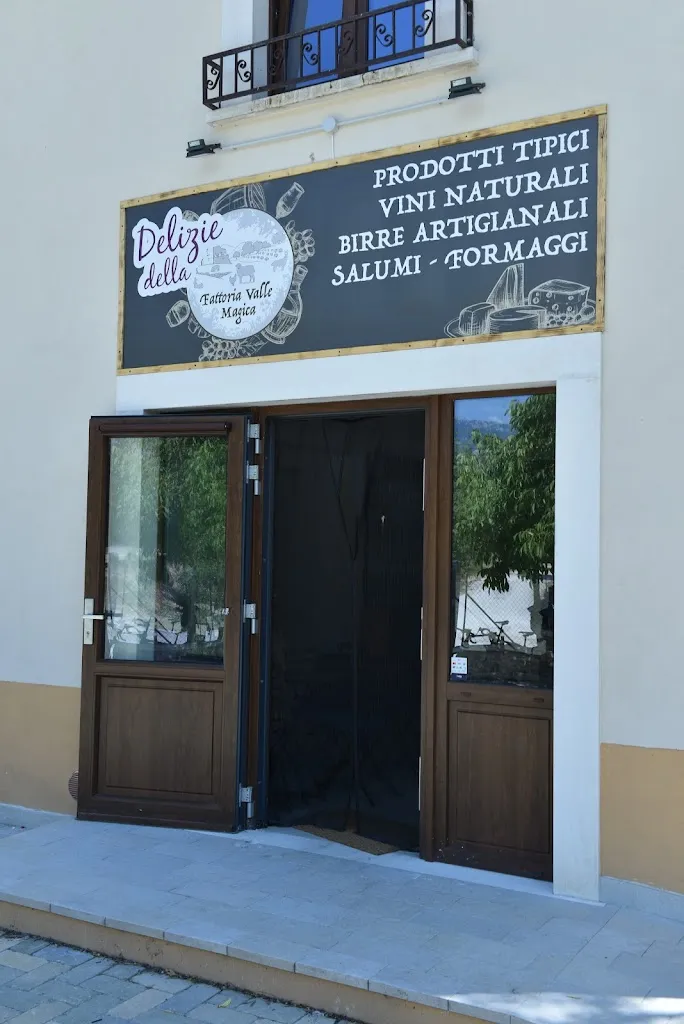 Delizie
della
Fattoria Valle
Magica
PRODOTTI TIPICI
VINI NATURALI
BIRRE ARTIGIANALI
SALUMI - FORMAGGI